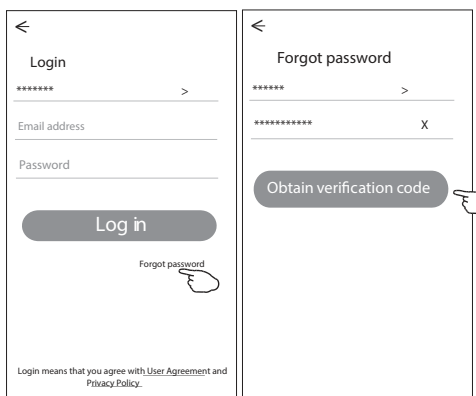 Login
******* >
Email address
Password
Log in
Forgot password
Login means that you agree with User Agreement and
Privacy Policy
Forgot password
****** >
*********** X
Obtain verification code